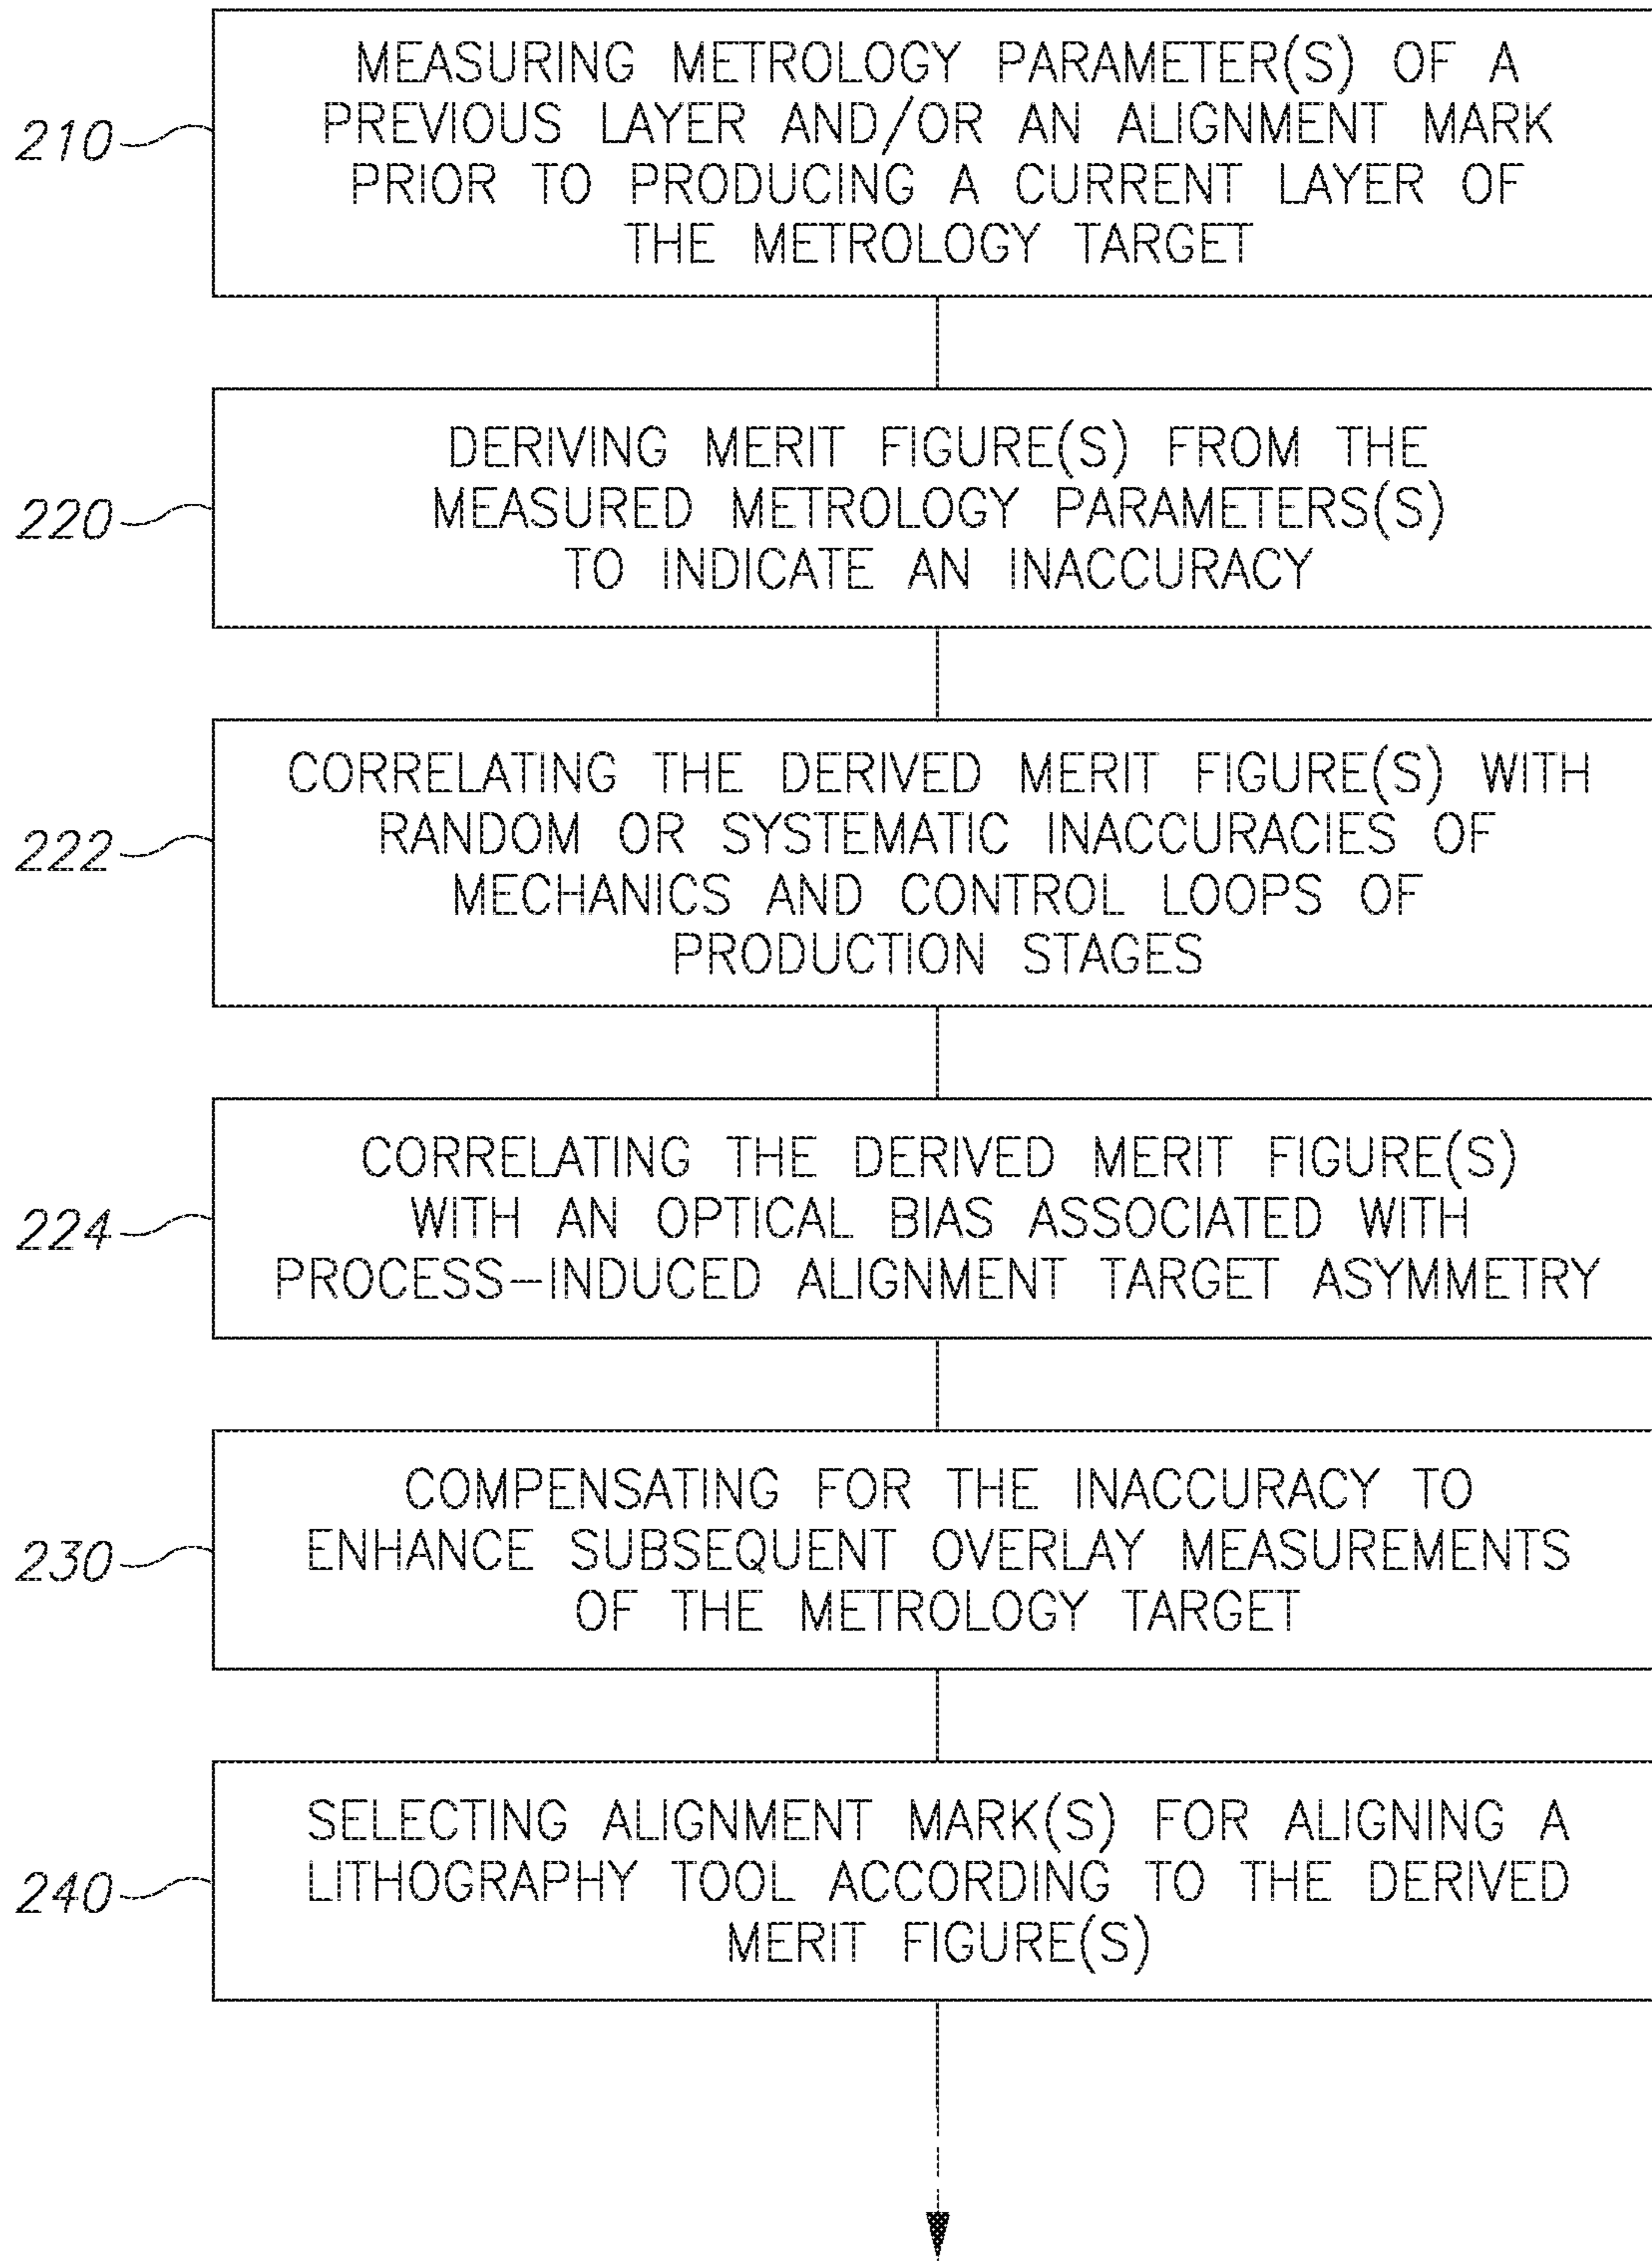 MEASURING METROLOGY PARAMETER(S) OF A
PREVIOUS LAYER AND/OR AN ALIGNMENT MARK
PRIOR TO PRODUCING A CURRENT LAYER OF
THE METROLOGY TARGET
210
DERIVING MERIT FIGURE(S) FROM THE
MEASURED METROLOGY PARAMETERS(S)
TO INDICATE AN INACCURACY
220
CORRELATING THE DERIVED MERIT FIGURE(S) WITH
RANDOM OR SYSTEMATIC INACCURACIES OF
MECHANICS AND CONTROL LOOPS OF
PRODUCTION STAGES
222
CORRELATING THE DERIVED MERIT FIGURE(S)
WITH AN OPTICAL BIAS ASSOCIATED WITH
PROCESS-INDUCED ALIGNMENT TARGET ASYMMETRY
224
COMPENSATING FOR THE INACCURACY TO
ENHANCE SUBSEQUENT OVERLAY MEASUREMENTS
OF THE METROLOGY TARGET
230
SELECTING ALIGNMENT MARK(S) FOR ALIGNING A
LITHOGRAPHY TOOL ACCORDING TO THE DERIVED
MERIT FIGURE(S)
240